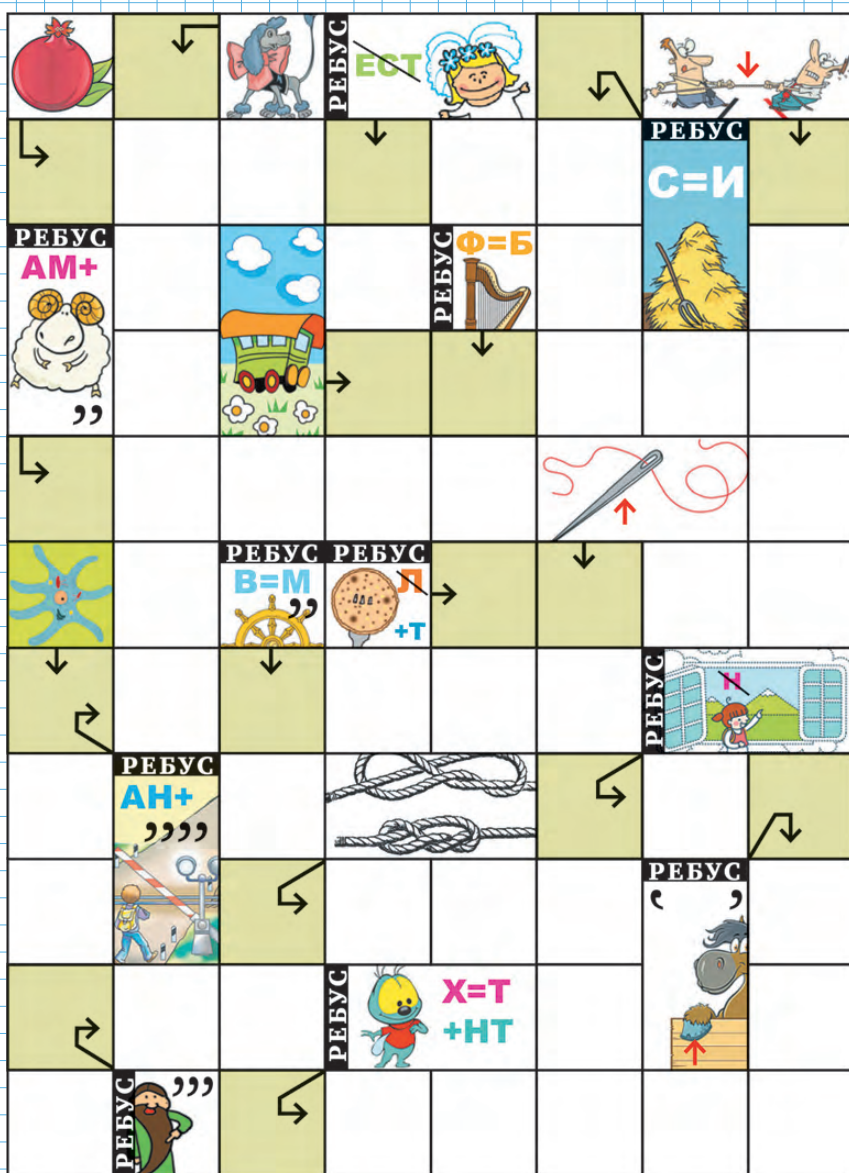 РЕБУС
ЕСТ
РЕБУС
С=И
РЕБУС
АМ+
,,
РЕБУС
Ф=Б
РЕБУС
В=М
,,
РЕБУС
Л
+Т
РЕБУС
Н
РЕБУС
АН+
,,,,
РЕБУС
‘ ,
РЕБУС
Х=Т
+НТ
РЕБУС
,,,